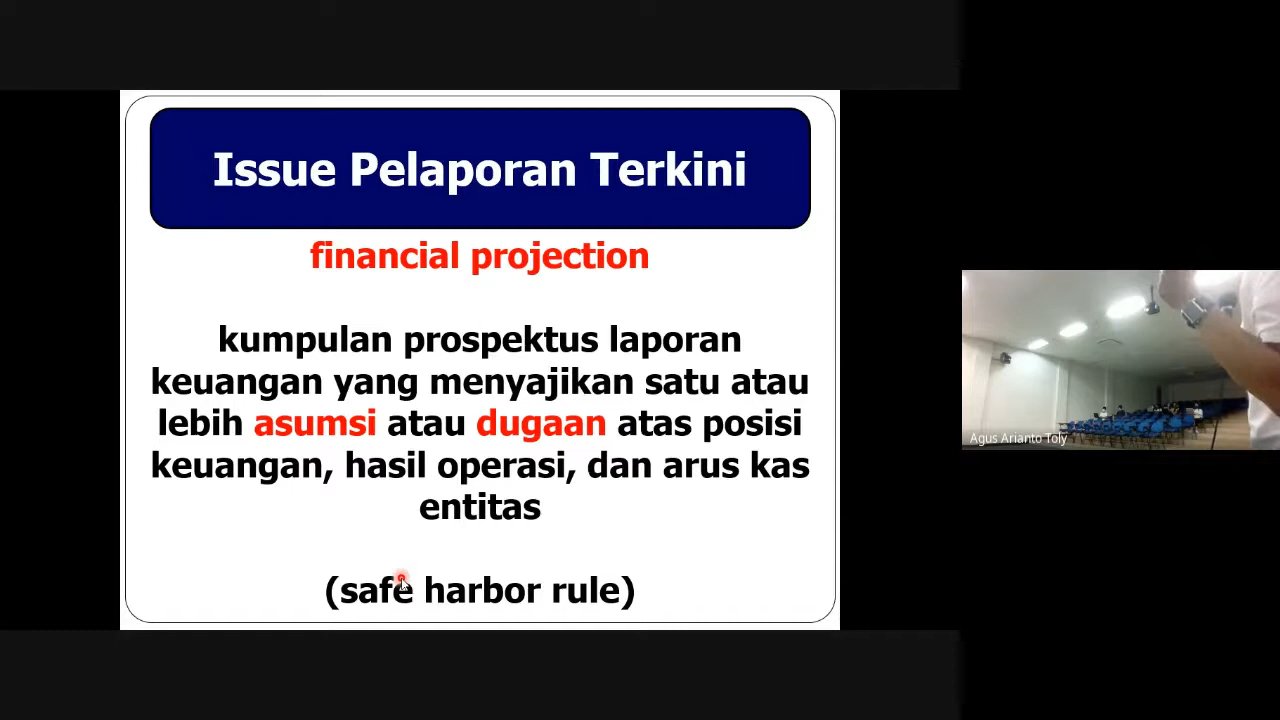 Issue Pelaporan Terkini
financial projection
kumpulan prospektus laporan
keuangan yang menyajikan satu atau
lebih asumsi atau dugaan atas posisi
keuangan, hasil operasi, dan arus kas
entitas
(safe harbor rule)
Agus Arianto Toly